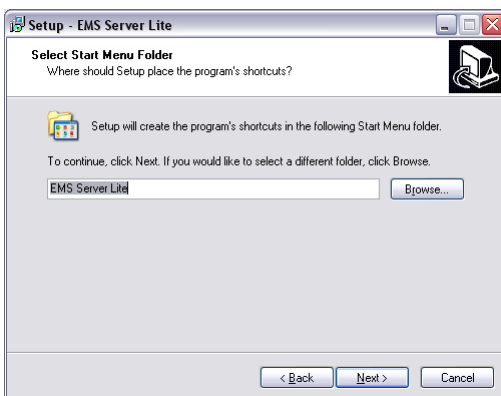 Setup - EMS Server Lite
Select Start Menu Folder
Where should Setup place the program's shortcuts?
Setup will create the program's shortcuts in the following Start Menu folder.
To continue, click Next. If you would like to select a different folder, click Browse.
EMS Server Lite
Browse...
< Back
Next >
Cancel